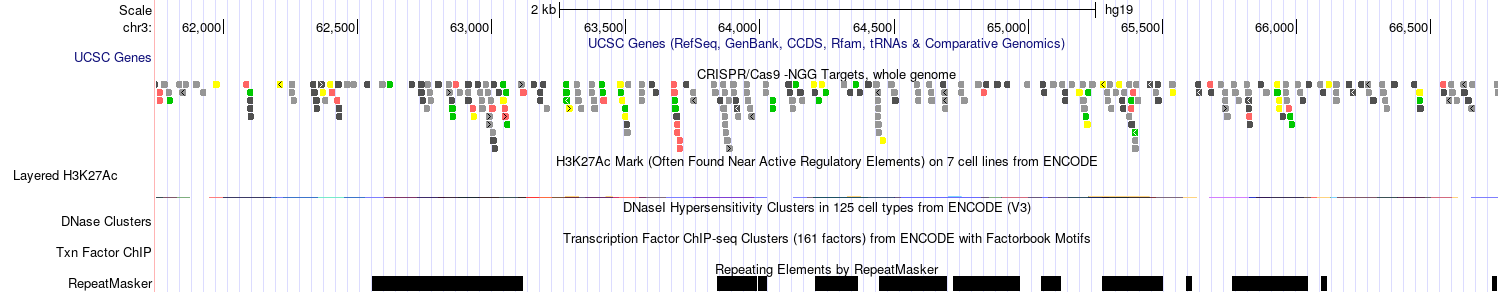 Scale 2 kb hg19
chr3: 62,000 62,500 63,000 63,500 64,000 64,500 65,000 65,500 66,000 66,500
UCSC Genes (RefSeq, GenBank, CCDS, Rfam, tRNAs & Comparative Genomics)
UCSC Genes
CRISPR/Cas9 -NGG Targets, whole genome
H3K27Ac Mark (Often Found Near Active Regulatory Elements) on 7 cell lines from ENCODE
Layered H3K27Ac
DNaseI Hypersensitivity Clusters in 125 cell types from ENCODE (V3)
DNase Clusters
Transcription Factor ChIP-seq Clusters (161 factors) from ENCODE with Factorbook Motifs
Txn Factor ChIP
Repeating Elements by RepeatMasker
RepeatMasker